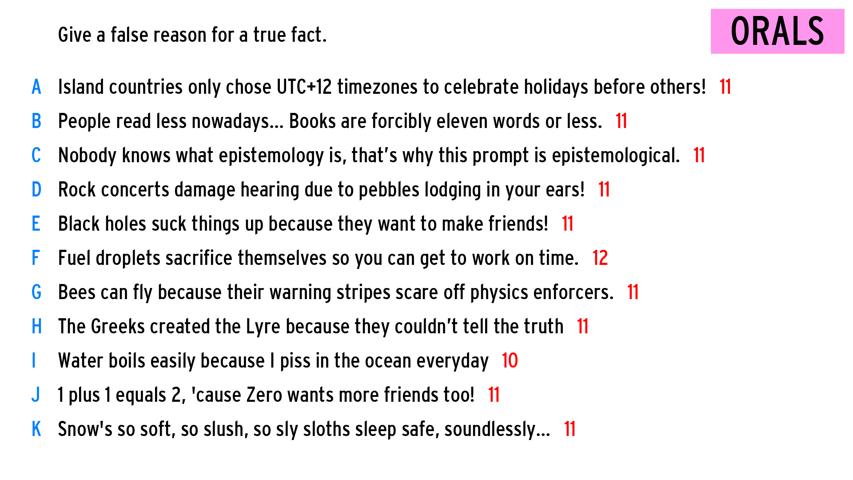 Give a false reason for a true fact.
ORALS
A Island countries only chose UTC+12 timezones to celebrate holidays before others! 11
B People read less nowadays... Books are forcibly eleven words or less. 11
C Nobody knows what epistemology is, that's why this prompt is epistemological. 11
D Rock concerts damage hearing due to pebbles lodging in your ears! 11
E Black holes suck things up because they want to make friends! 11
F Fuel droplets sacrifice themselves so you can get to work on time. 12
G Bees can fly because their warning stripes scare off physics enforcers. 11
H The Greeks created the Lyre because they couldn't tell the truth 11
I Water boils easily because I piss in the ocean everyday 10
J 1 plus 1 equals 2, 'cause Zero wants more friends too! 11
K Snow's so soft, so slush, so sly sloths sleep safe, soundlessly... 11